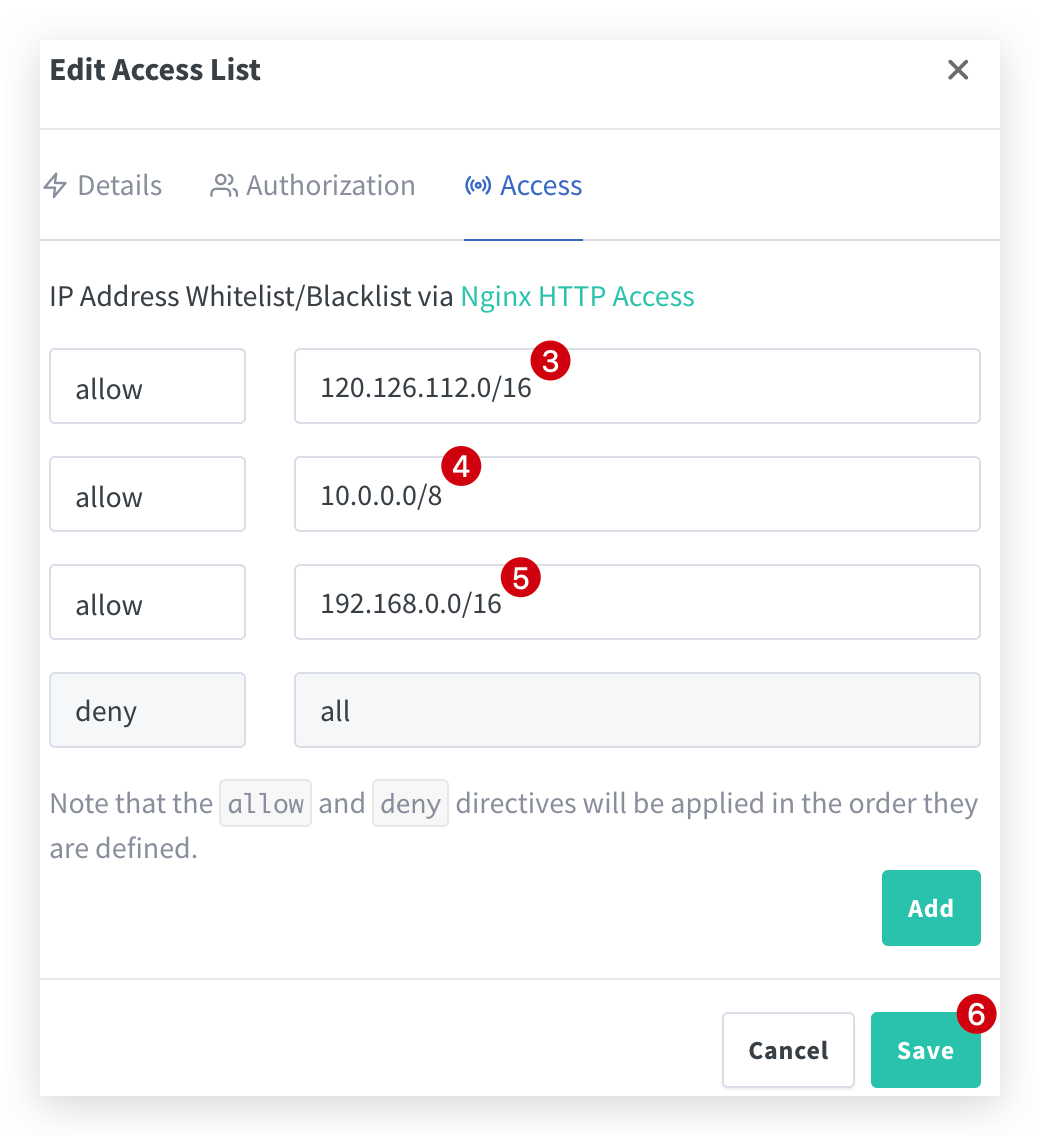 Edit Access List
Details Authorization Access
IP Address Whitelist/Blacklist via Nginx HTTP Access
allow 120.126.112.0/16 3
allow 10.0.0.0/8 4
allow 192.168.0.0/16 5
deny all
Note that the allow and deny directives will be applied in the order they
are defined.
Add
Cancel Save 6